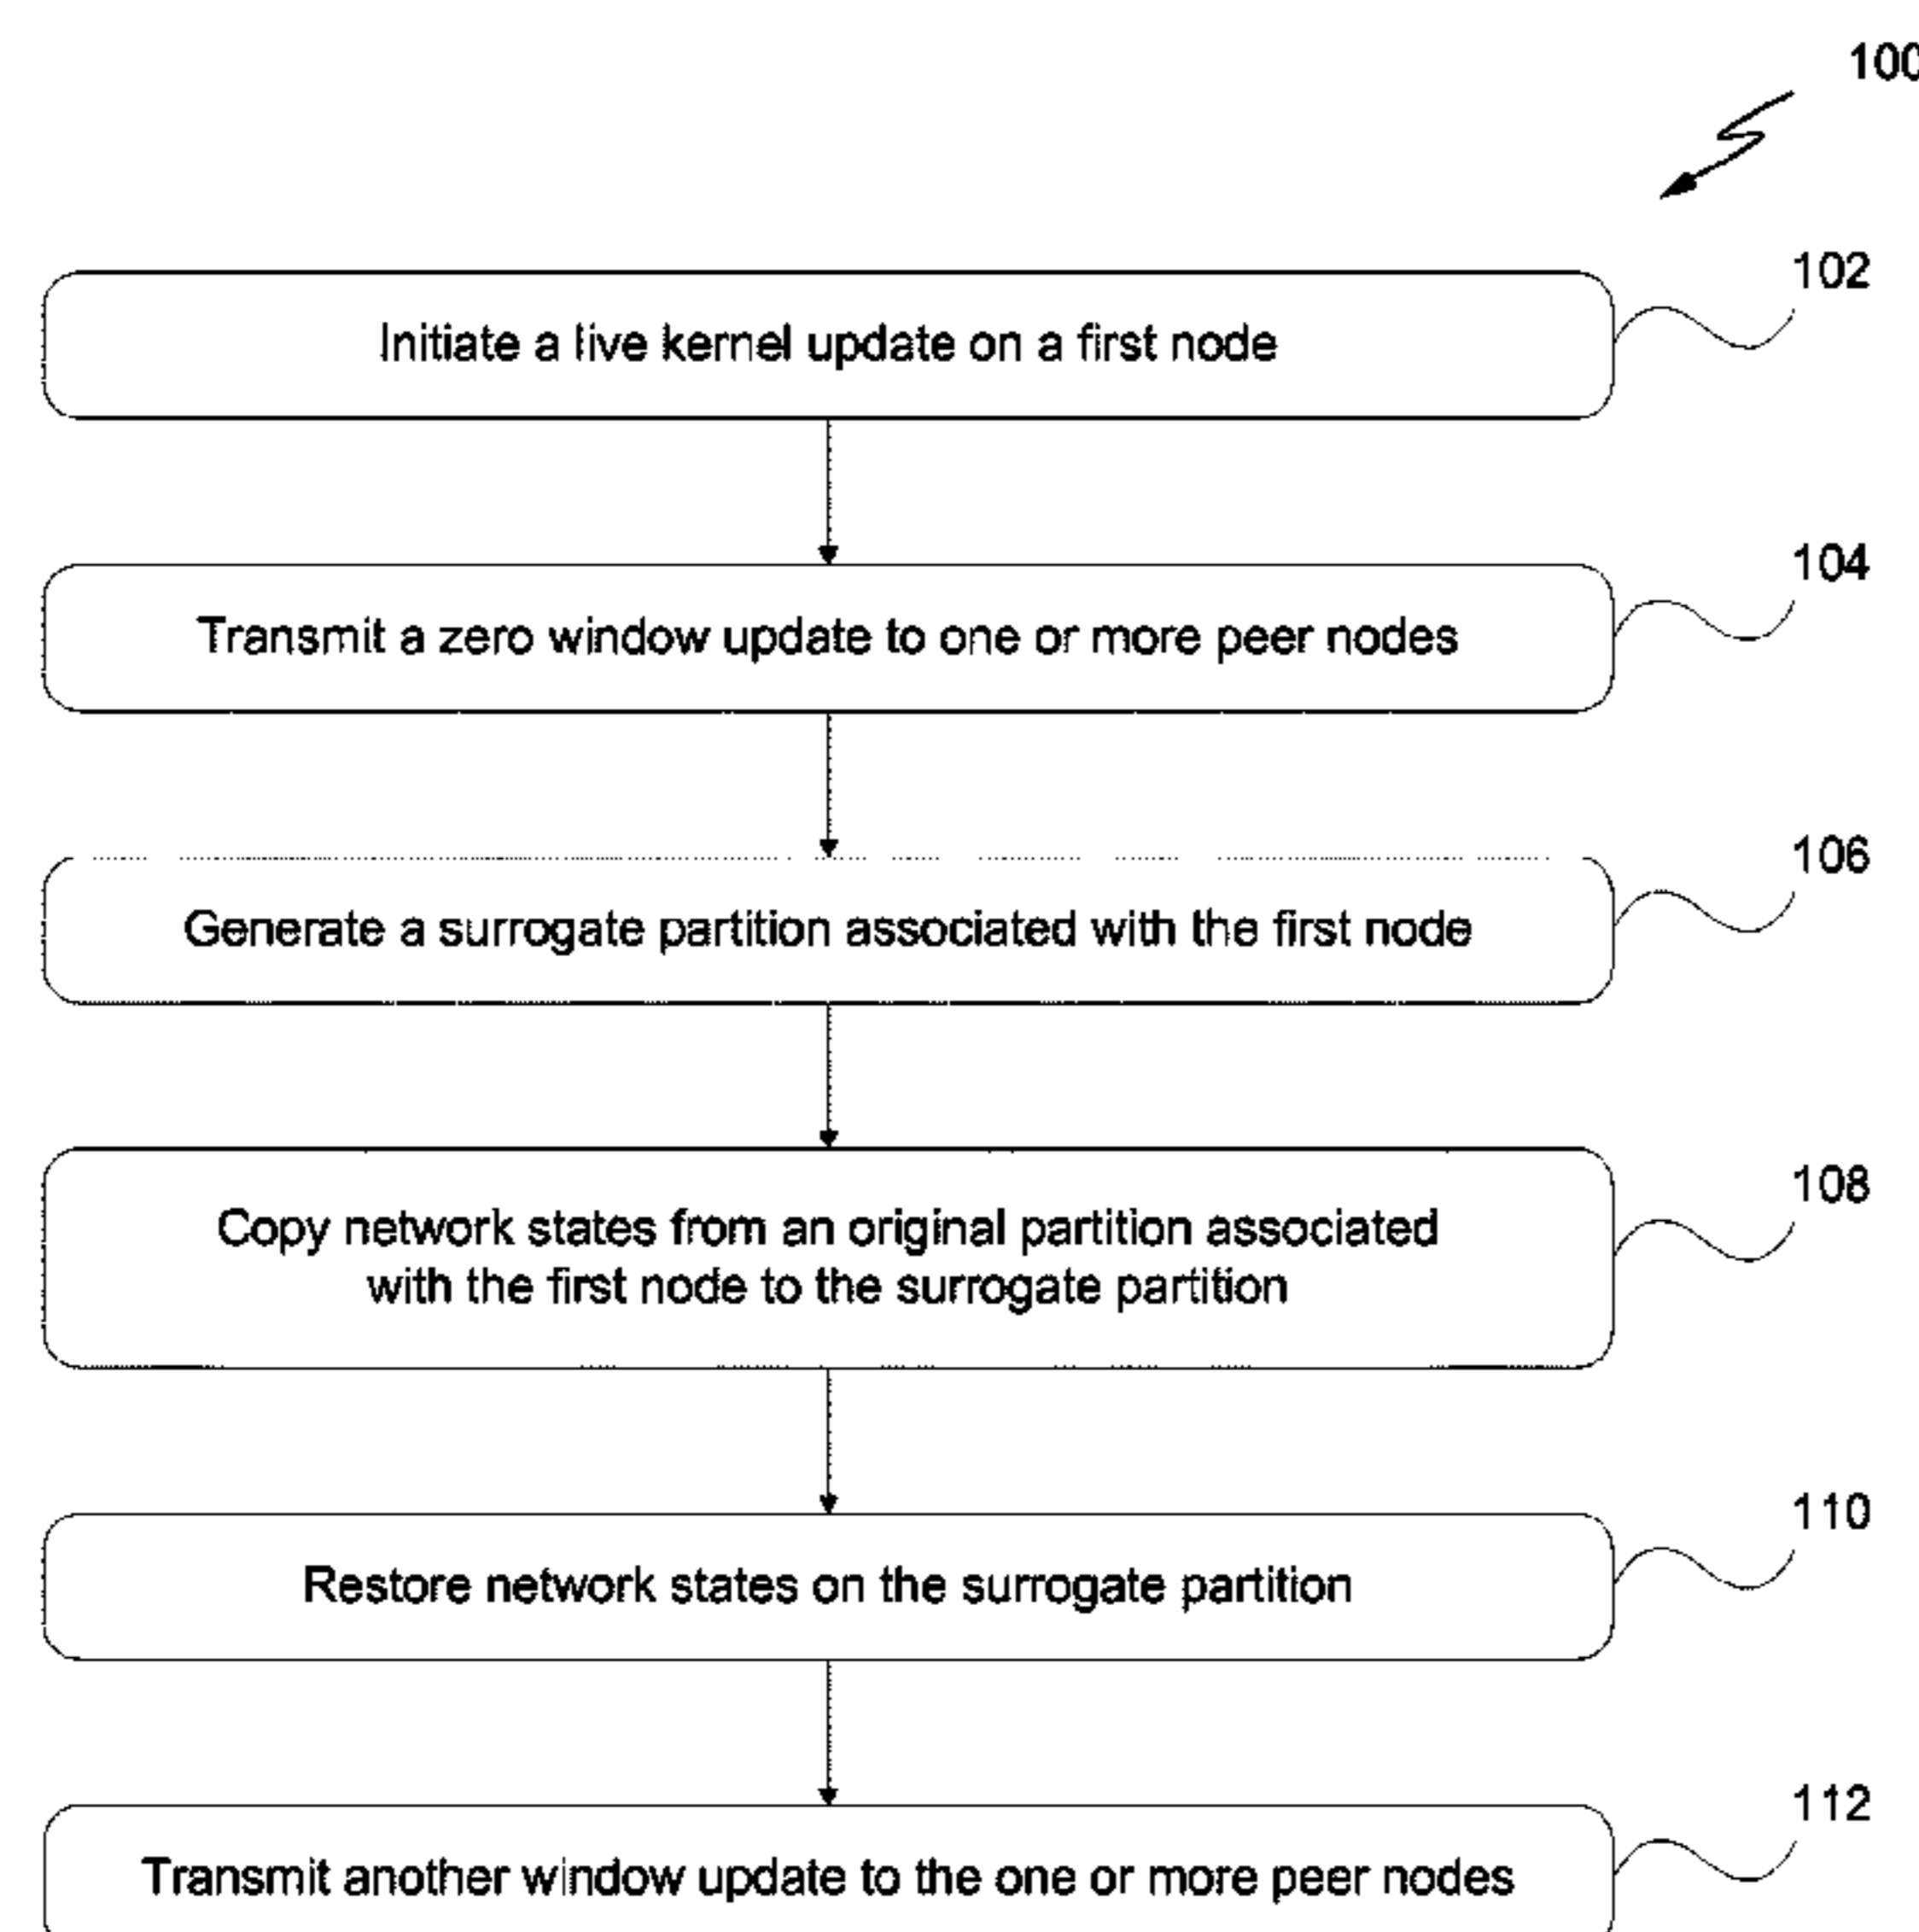 100
102
Initiate a live kernel update on a first node
104
Transmit a zero window update to one or more peer nodes
106
Generate a surrogate partition associated with the first node
108
Copy network states from an original partition associated
with the first node to the surrogate partition
110
Restore network states on the surrogate partition
112
Transmit another window update to the one or more peer nodes